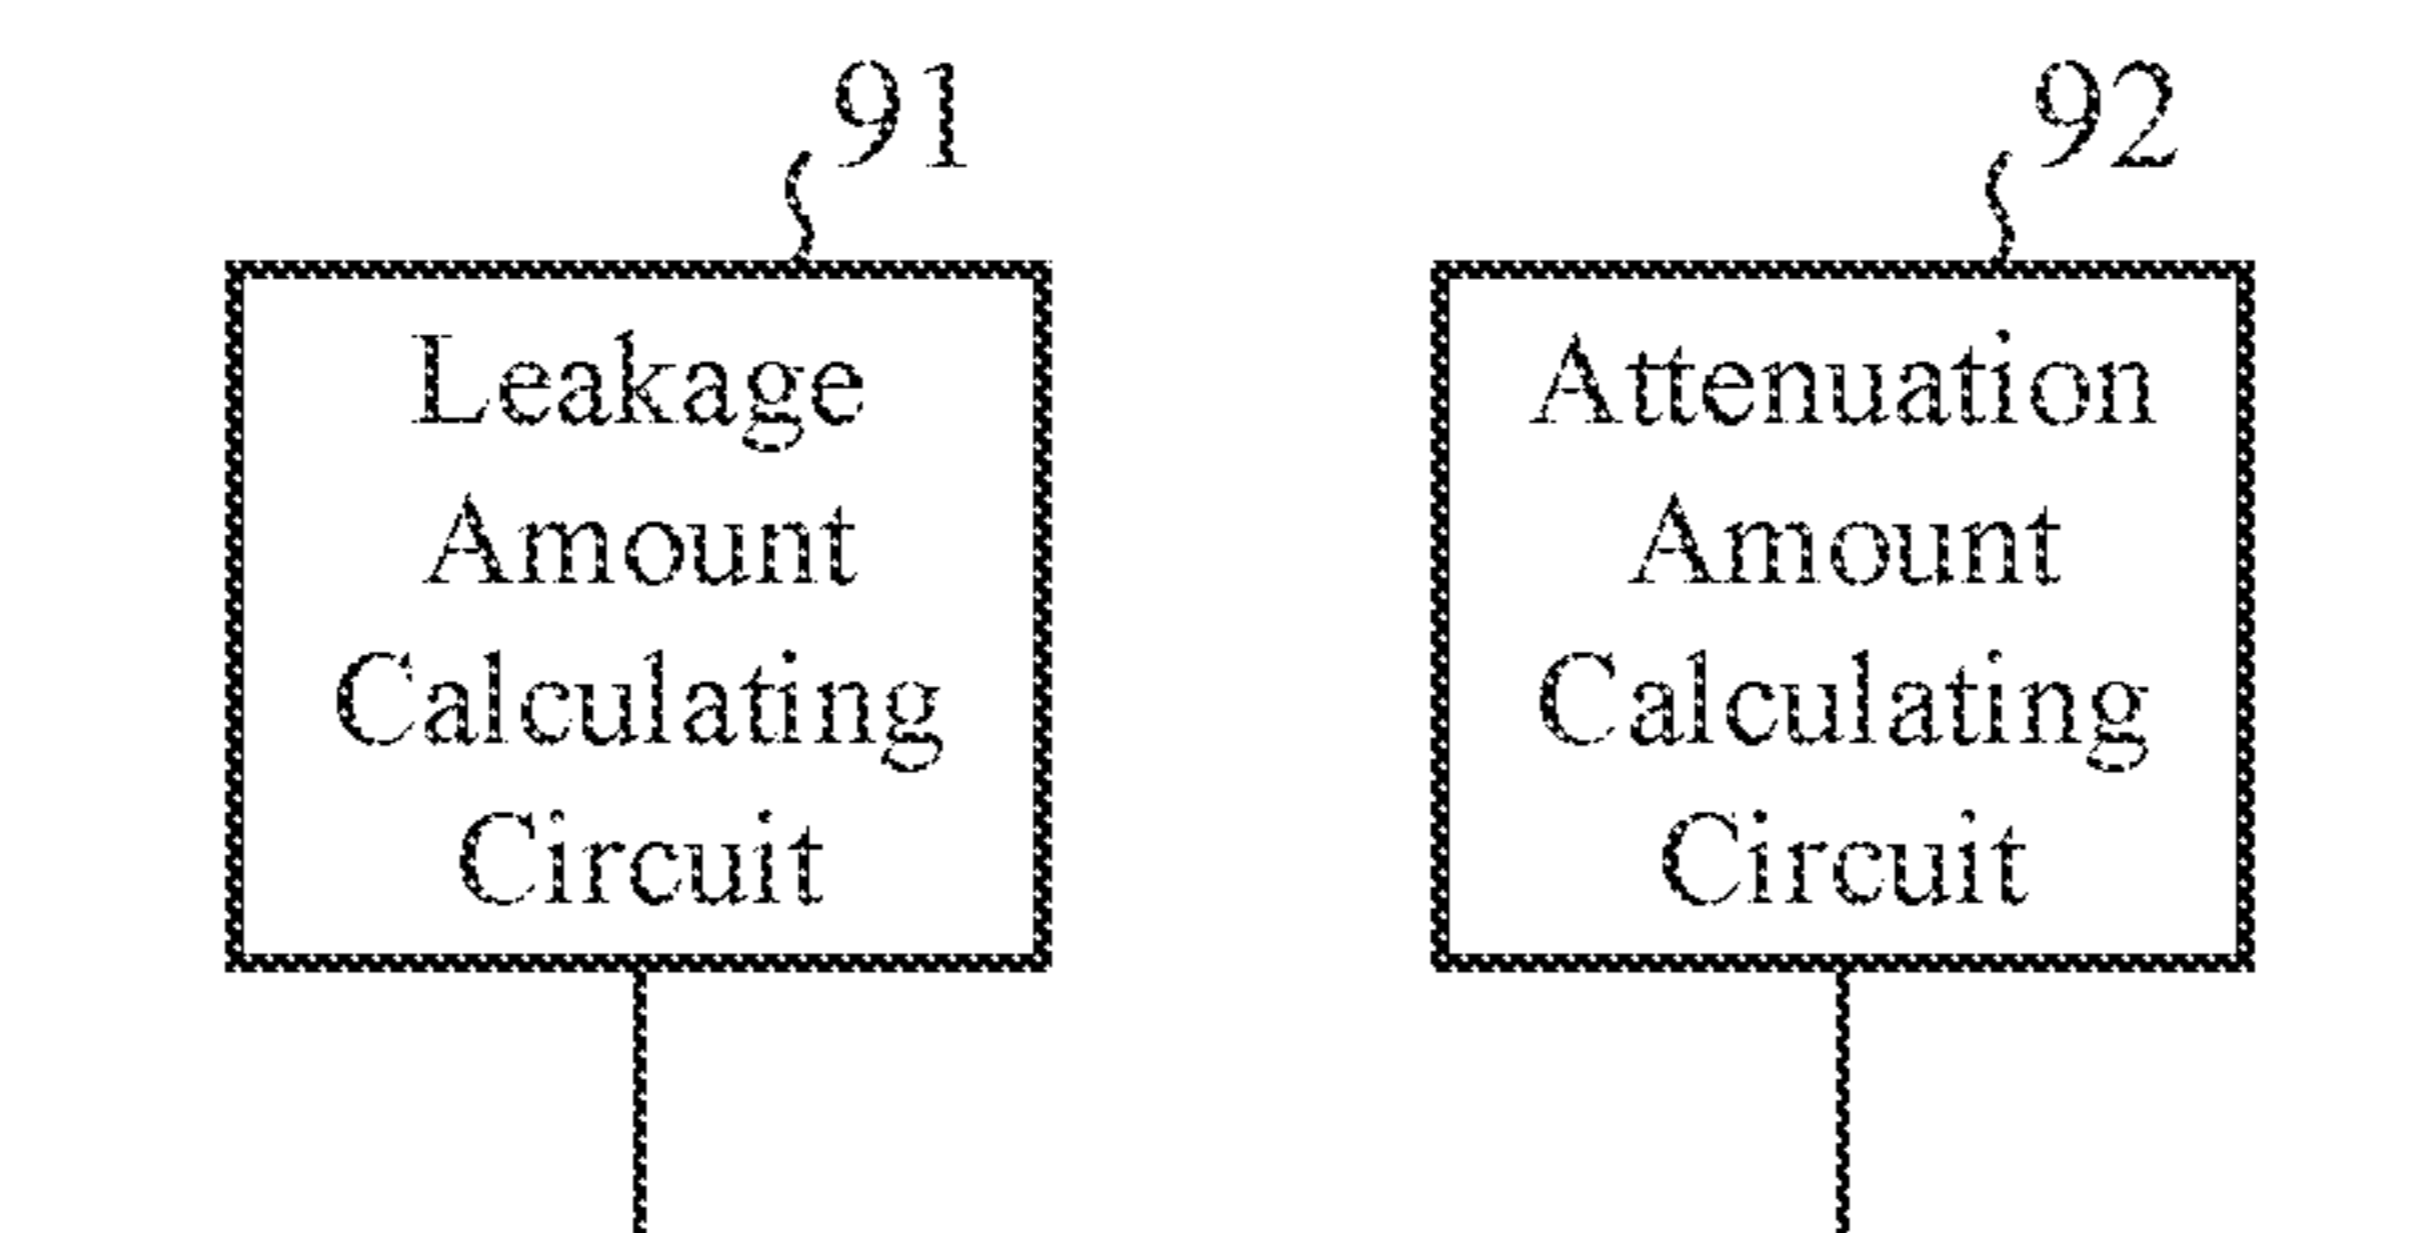 91
Leakage
Amount
Calculating
Circuit
92
Attenuation
Amount
Calculating
Circuit